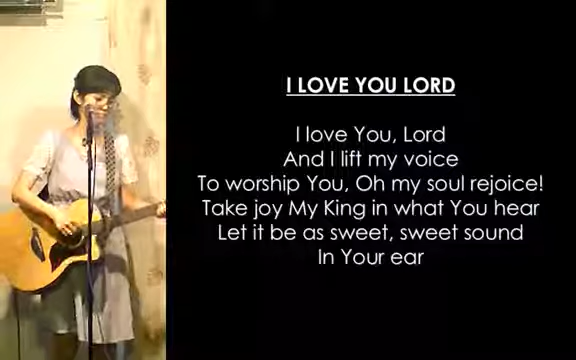 I LOVE YOU LORD
I love You, Lord
And I lift my voice
To worship You, Oh my soul rejoice!
Take joy My King in what You hear
Let it be as sweet, sweet sound
In Your ear